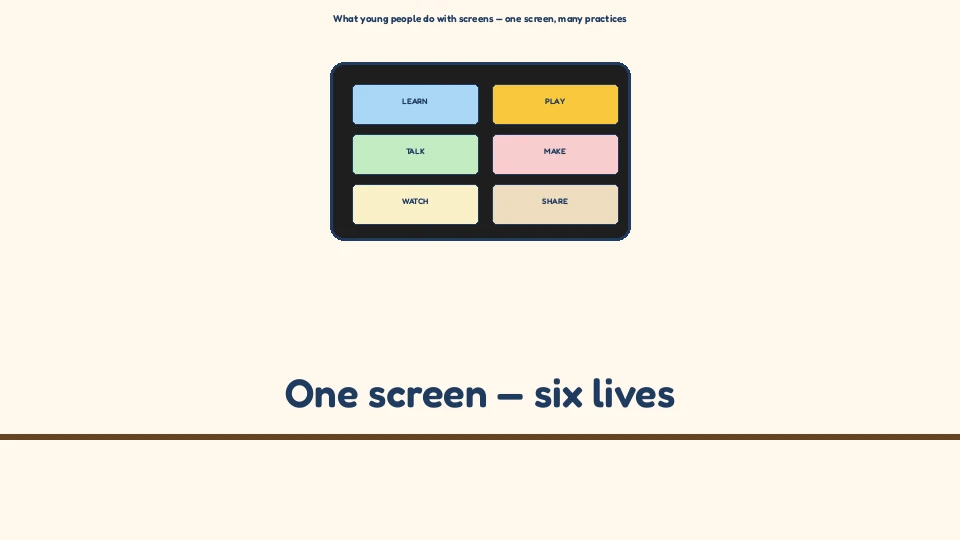 What young people do with screens — one screen, many practices
LEARN
PLAY
TALK
MAKE
WATCH
SHARE
One screen — six lives